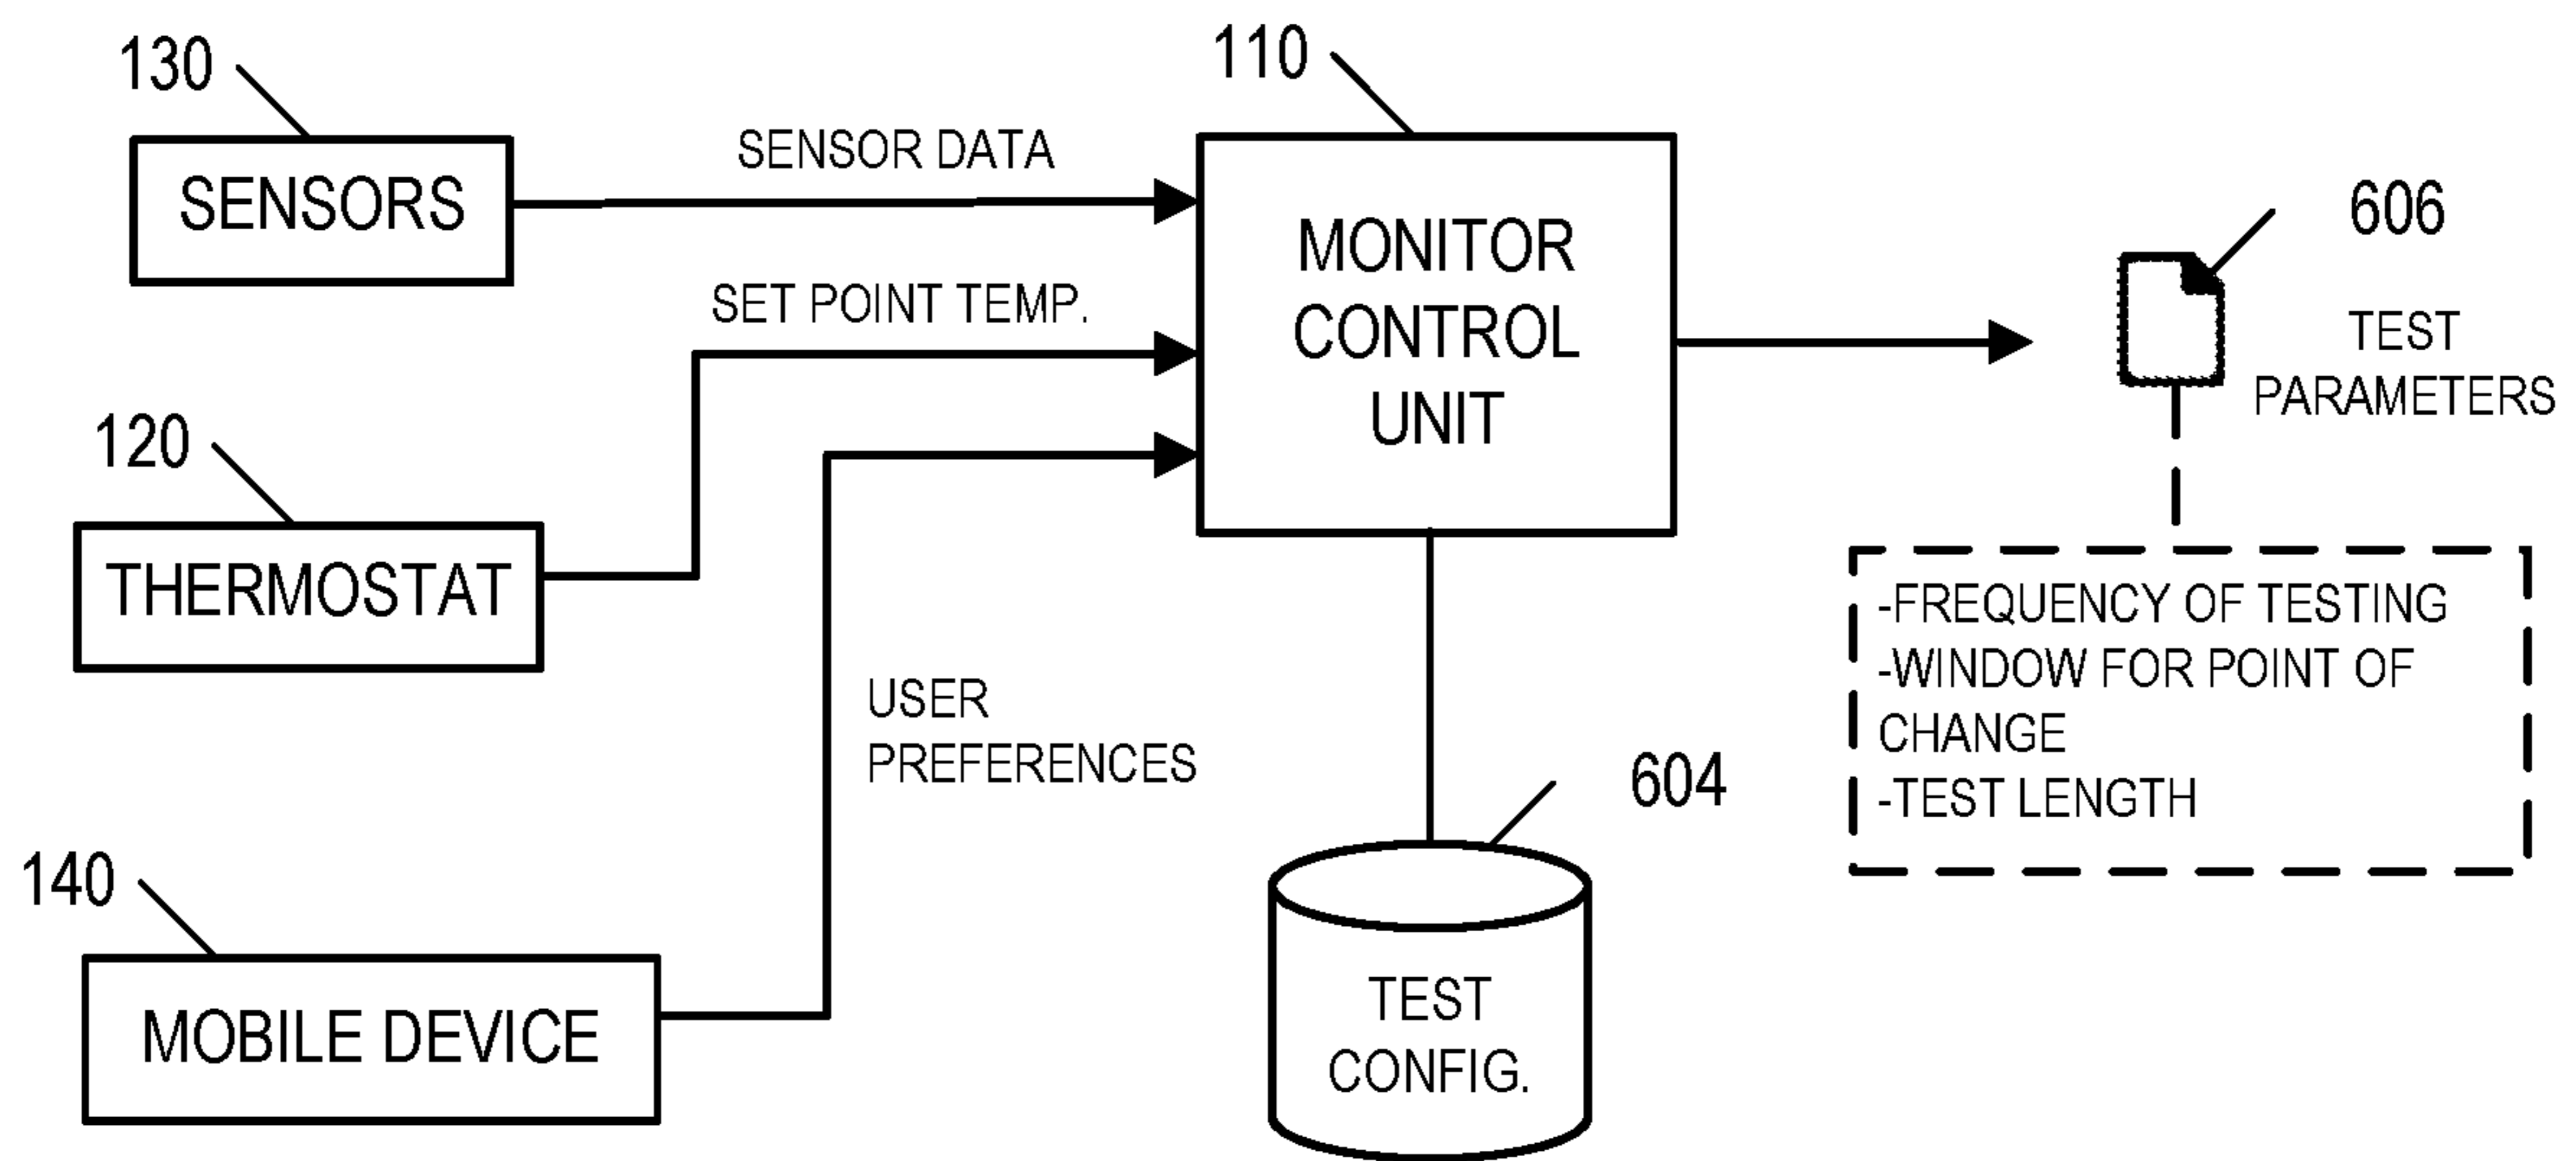 130
SENSORS
SENSOR DATA
110
MONITOR
CONTROL
UNIT
SET POINT TEMP.
120
THERMOSTAT
USER
PREFERENCES
140
MOBILE DEVICE
604
TEST
CONFIG.
606
TEST
PARAMETERS
-FREQUENCY OF TESTING
-WINDOW FOR POINT OF
CHANGE
-TEST LENGTH